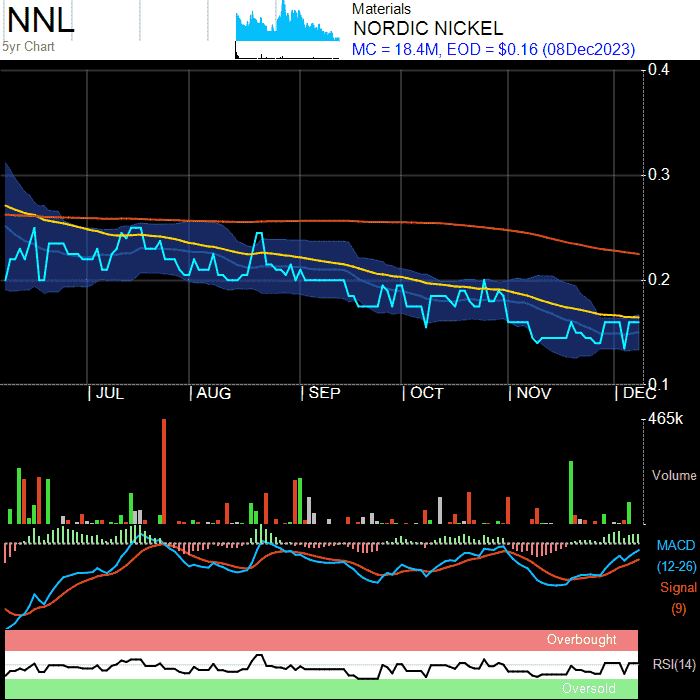 NNL
5yr Chart
Materials
NORDIC NICKEL
MC = 18.4M, EOD = $0.16 (08Dec2023)
0.4
0.3
0.2
0.1
JUL AUG SEP OCT NOV DEC
465k
Volume
MACD
(12-26)
Signal
(9)
Overbought
RSI(14)
Oversold